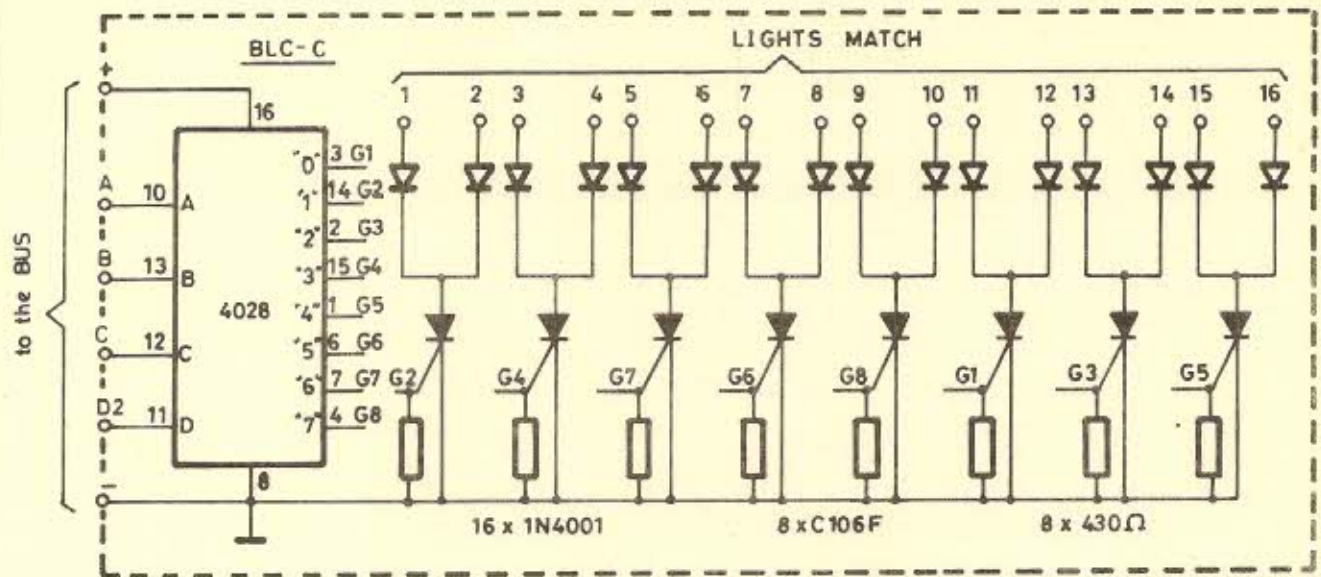 BLC-C
LIGHTS MATCH
to the BUS
+
A
B
C
D2
−
16
10 A
13 B
12 C
11 D
8
4028
"0" 3 G1
"1" 14 G2
"2" 2 G3
"3" 15 G4
"4" 1 G5
"5" 6 G6
"6" 7 G7
"7" 4 G8
1 2 3 4 5 6 7 8 9 10 11 12 13 14 15 16
G2 G4 G7 G6 G8 G1 G3 G5
16 x 1N4001 8 x C106F 8 x 430Ω